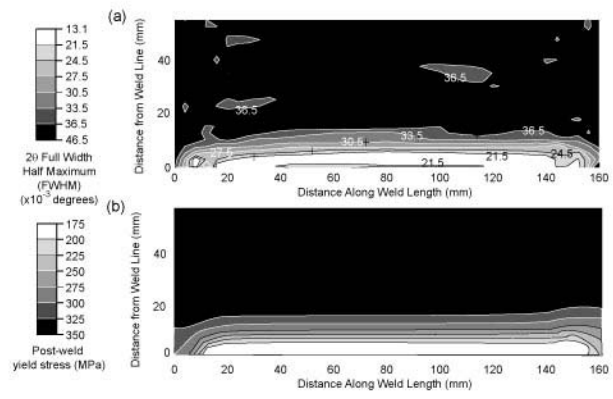 (a)
13.1
21.5
24.5
27.5
30.5
33.5
36.5
46.5
2θ Full Width
Half Maximum
(FWHM)
(x10⁻³ degrees)
Distance from Weld Line (mm)
40
20
0
36.5
36.5
36.5
33.5
30.5
27.5
24.5
21.5
21.5
0 20 40 60 80 100 120 140 160
Distance Along Weld Length (mm)
(b)
175
200
225
250
275
300
325
350
Post-weld
yield stress (MPa)
Distance from Weld Line (mm)
40
20
0
0 20 40 60 80 100 120 140 160
Distance Along Weld Length (mm)